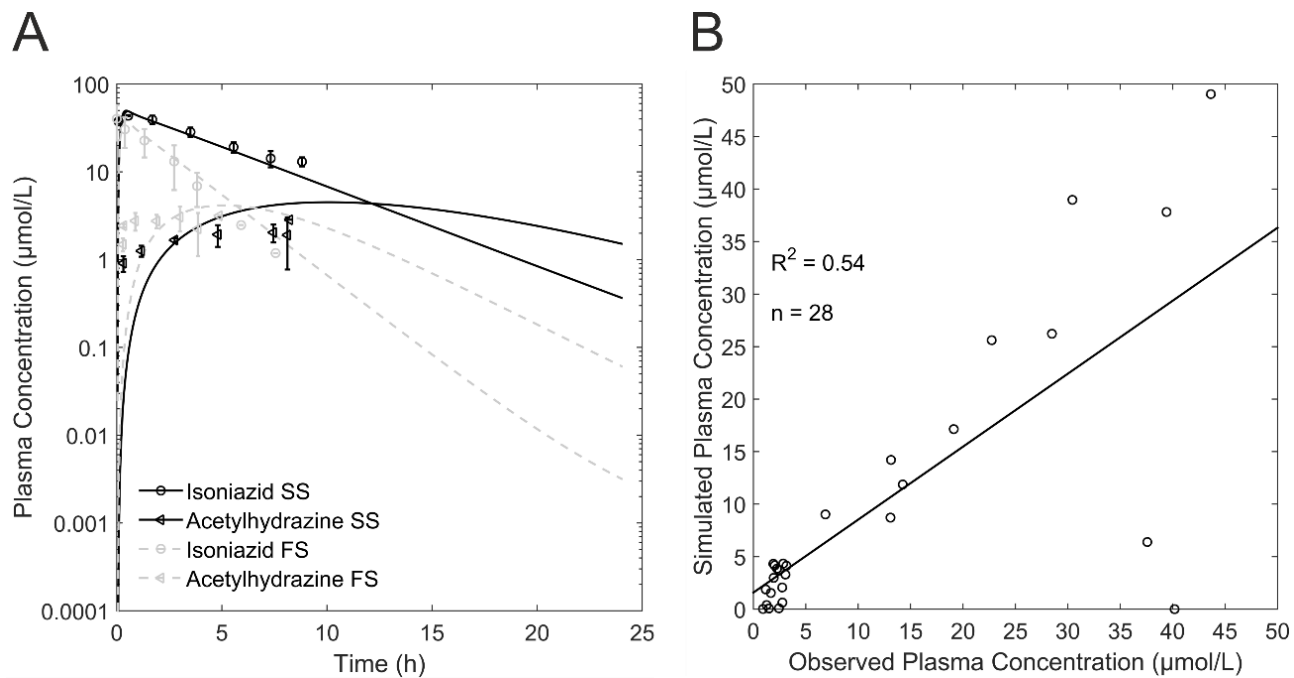 A
Plasma Concentration (μmol/L)
100
10
1
0.1
0.01
0.001
0.0001
Isoniazid SS
Acetylhydrazine SS
Isoniazid FS
Acetylhydrazine FS
0 5 10 15 20 25
Time (h)
B
Simulated Plasma Concentration (μmol/L)
50
45
40
35
30
25
20
15
10
5
0
R² = 0.54
n = 28
0 5 10 15 20 25 30 35 40 45 50
Observed Plasma Concentration (μmol/L)